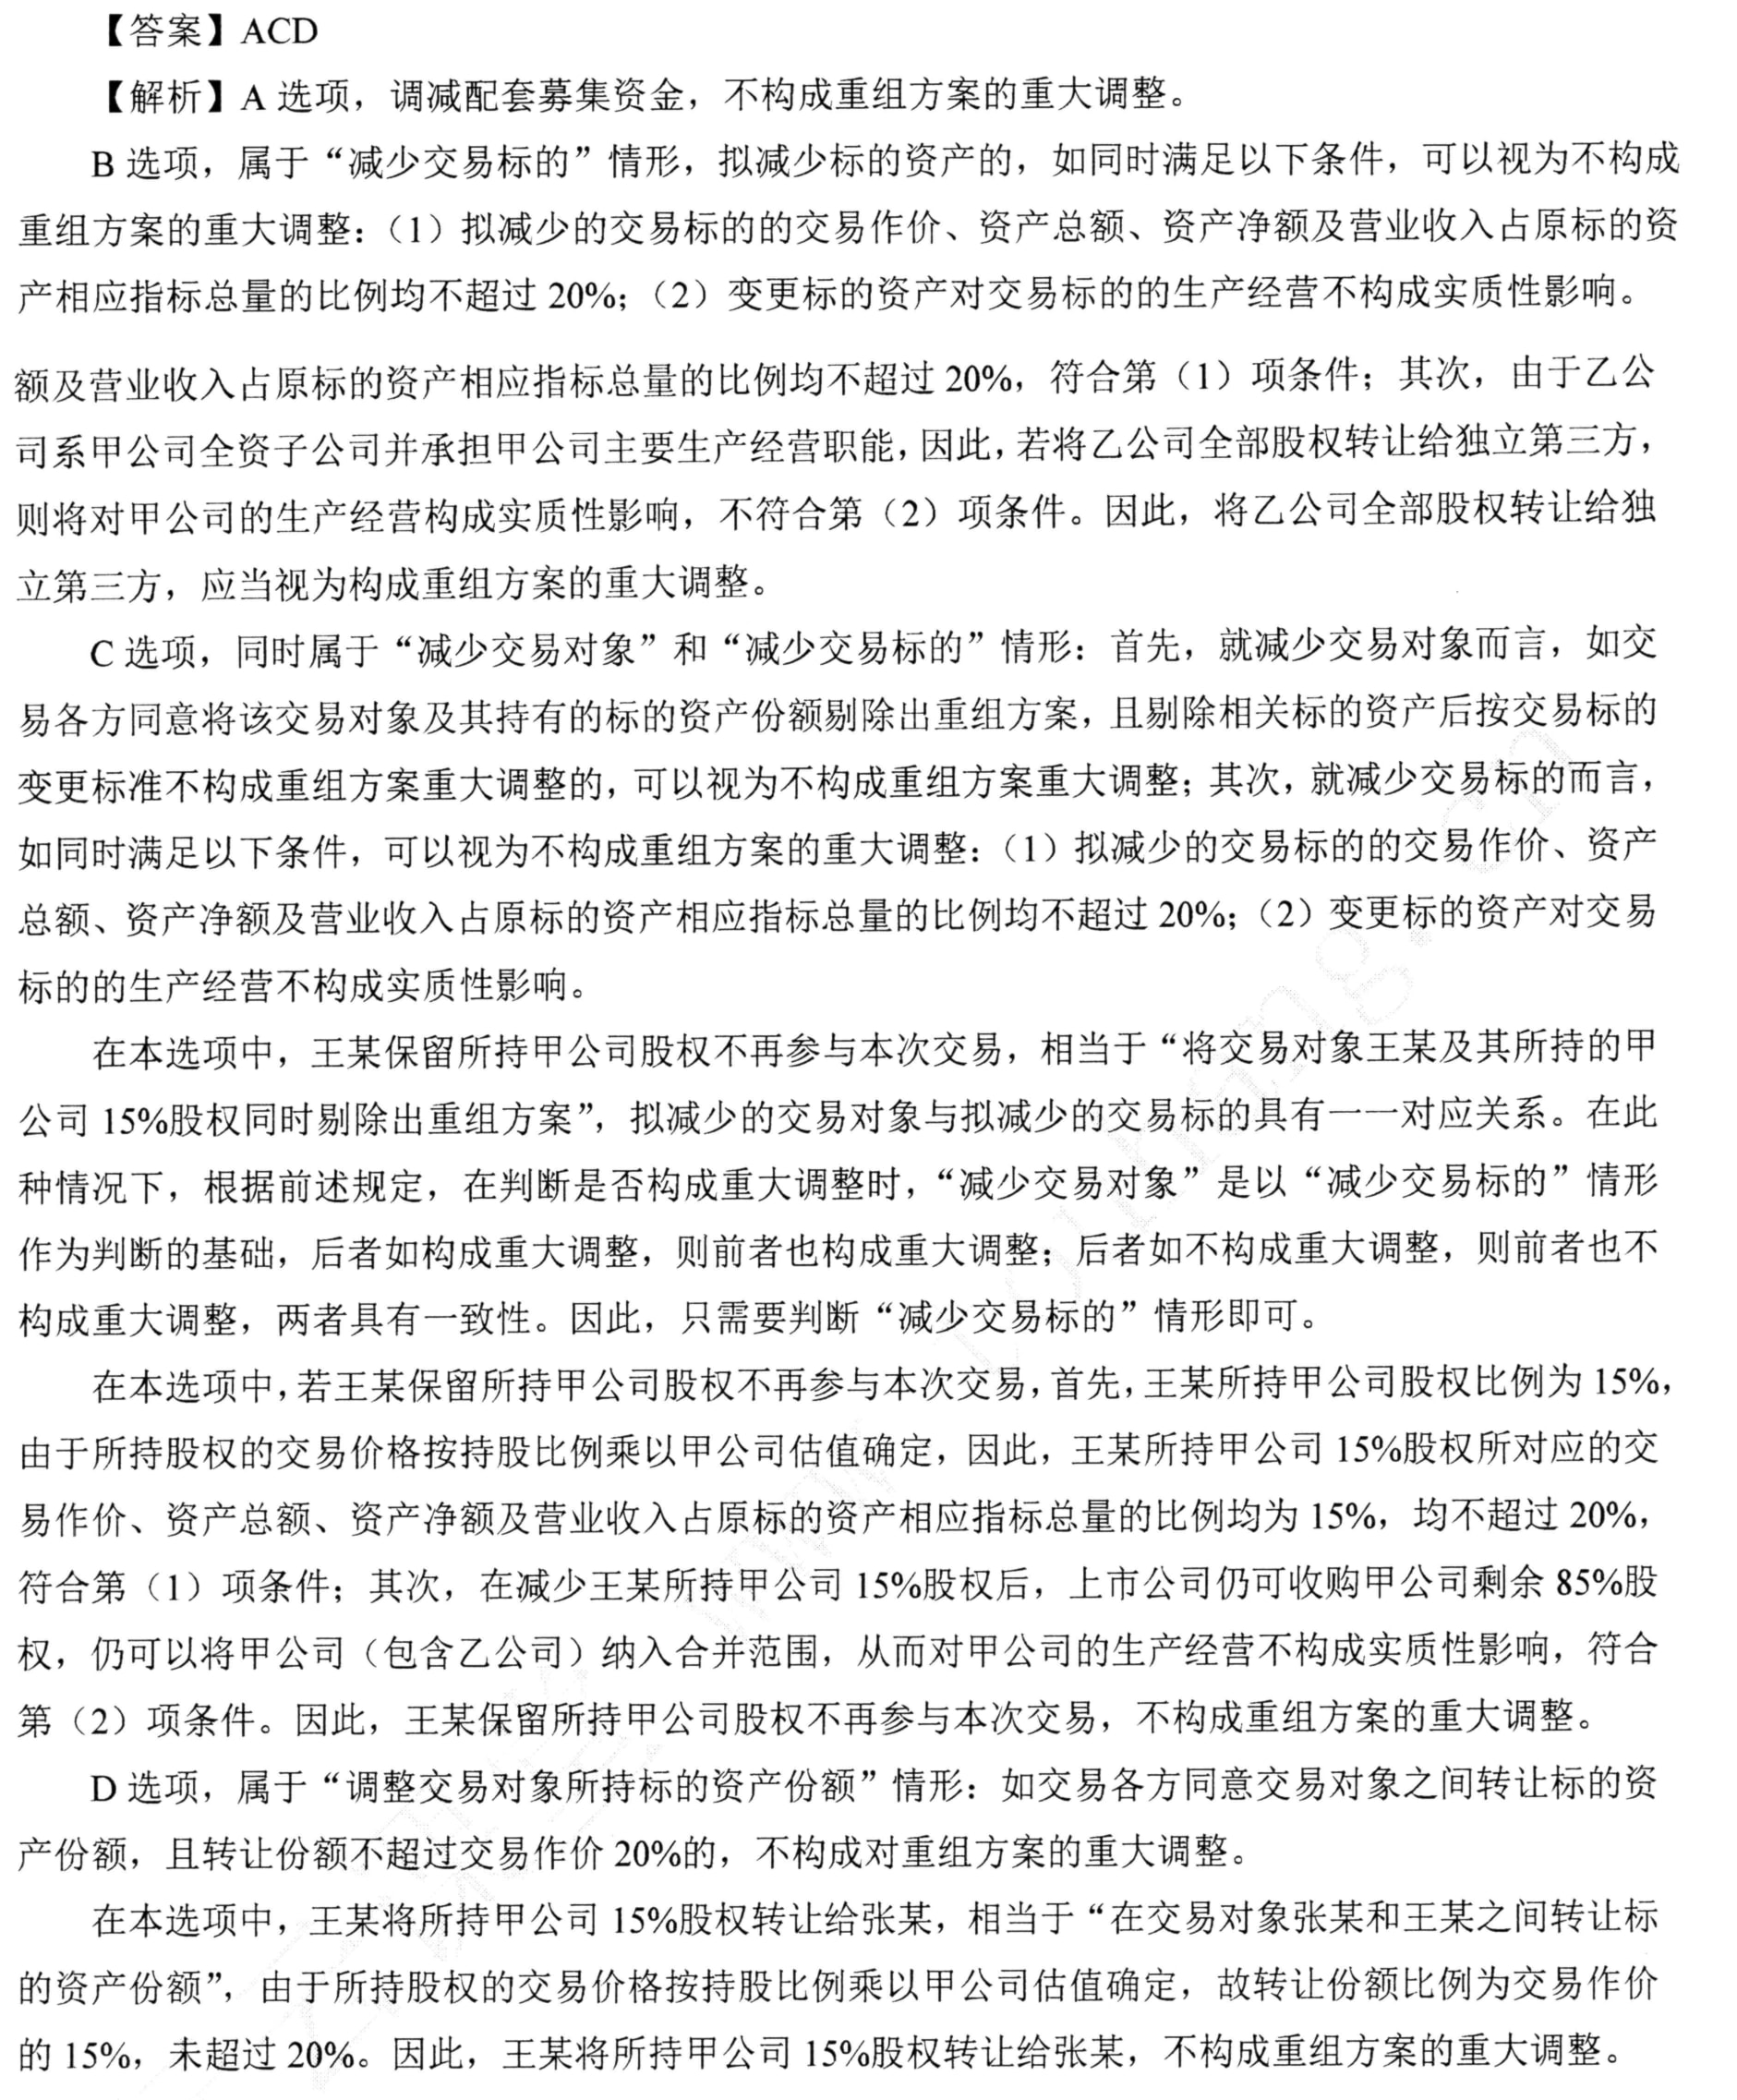 【答案】ACD
【解析】A 选项，调减配套募集资金，不构成重组方案的重大调整。
B 选项，属于“减少交易标的”情形，拟减少标的资产的，如同时满足以下条件，可以视为不构成
重组方案的重大调整：（1）拟减少的交易标的的交易作价、资产总额、资产净额及营业收入占原标的资
产相应指标总量的比例均不超过 20%；（2）变更标的资产对交易标的的生产经营不构成实质性影响。
额及营业收入占原标的资产相应指标总量的比例均不超过 20%，符合第（1）项条件；其次，由于乙公
司系甲公司全资子公司并承担甲公司主要生产经营职能，因此，若将乙公司全部股权转让给独立第三方，
则将对甲公司的生产经营构成实质性影响，不符合第（2）项条件。因此，将乙公司全部股权转让给独
立第三方，应当视为构成重组方案的重大调整。
C 选项，同时属于“减少交易对象”和“减少交易标的”情形：首先，就减少交易对象而言，如交
易各方同意将该交易对象及其持有的标的资产份额剔除出重组方案，且剔除相关标的资产后按交易标的
变更标准不构成重组方案重大调整的，可以视为不构成重组方案重大调整；其次，就减少交易标的而言，
如同时满足以下条件，可以视为不构成重组方案的重大调整：（1）拟减少的交易标的的交易作价、资产
总额、资产净额及营业收入占原标的资产相应指标总量的比例均不超过 20%；（2）变更标的资产对交易
标的的生产经营不构成实质性影响。
在本选项中，王某保留所持甲公司股权不再参与本次交易，相当于“将交易对象王某及其所持的甲
公司 15%股权同时剔除出重组方案”，拟减少的交易对象与拟减少的交易标的具有一一对应关系。在此
种情况下，根据前述规定，在判断是否构成重大调整时，“减少交易对象”是以“减少交易标的”情形
作为判断的基础，后者如构成重大调整，则前者也构成重大调整；后者如不构成重大调整，则前者也不
构成重大调整，两者具有一致性。因此，只需要判断“减少交易标的”情形即可。
在本选项中，若王某保留所持甲公司股权不再参与本次交易，首先，王某所持甲公司股权比例为 15%，
由于所持股权的交易价格按持股比例乘以甲公司估值确定，因此，王某所持甲公司 15%股权所对应的交
易作价、资产总额、资产净额及营业收入占原标的资产相应指标总量的比例均为 15%，均不超过 20%，
符合第（1）项条件；其次，在减少王某所持甲公司 15%股权后，上市公司仍可收购甲公司剩余 85%股
权，仍可以将甲公司（包含乙公司）纳入合并范围，从而对甲公司的生产经营不构成实质性影响，符合
第（2）项条件。因此，王某保留所持甲公司股权不再参与本次交易，不构成重组方案的重大调整。
D 选项，属于“调整交易对象所持标的资产份额”情形：如交易各方同意交易对象之间转让标的资
产份额，且转让份额不超过交易作价 20%的，不构成对重组方案的重大调整。
在本选项中，王某将所持甲公司 15%股权转让给张某，相当于“在交易对象张某和王某之间转让标
的资产份额”，由于所持股权的交易价格按持股比例乘以甲公司估值确定，故转让份额比例为交易作价
的 15%，未超过 20%。因此，王某将所持甲公司 15%股权转让给张某，不构成重组方案的重大调整。